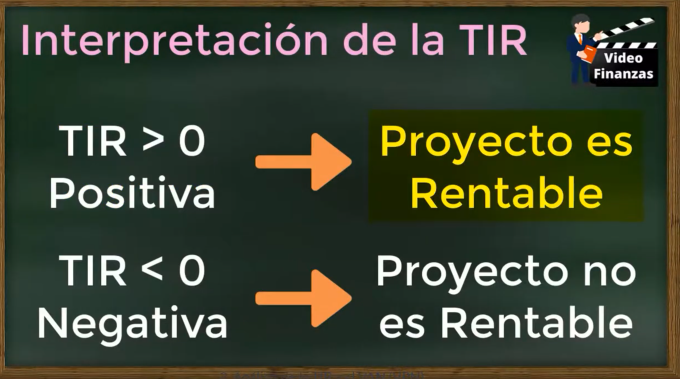 Interpretación de la TIR
Video
Finanzas
TIR > 0
Positiva
Proyecto es
Rentable
TIR < 0
Negativa
Proyecto no
es Rentable